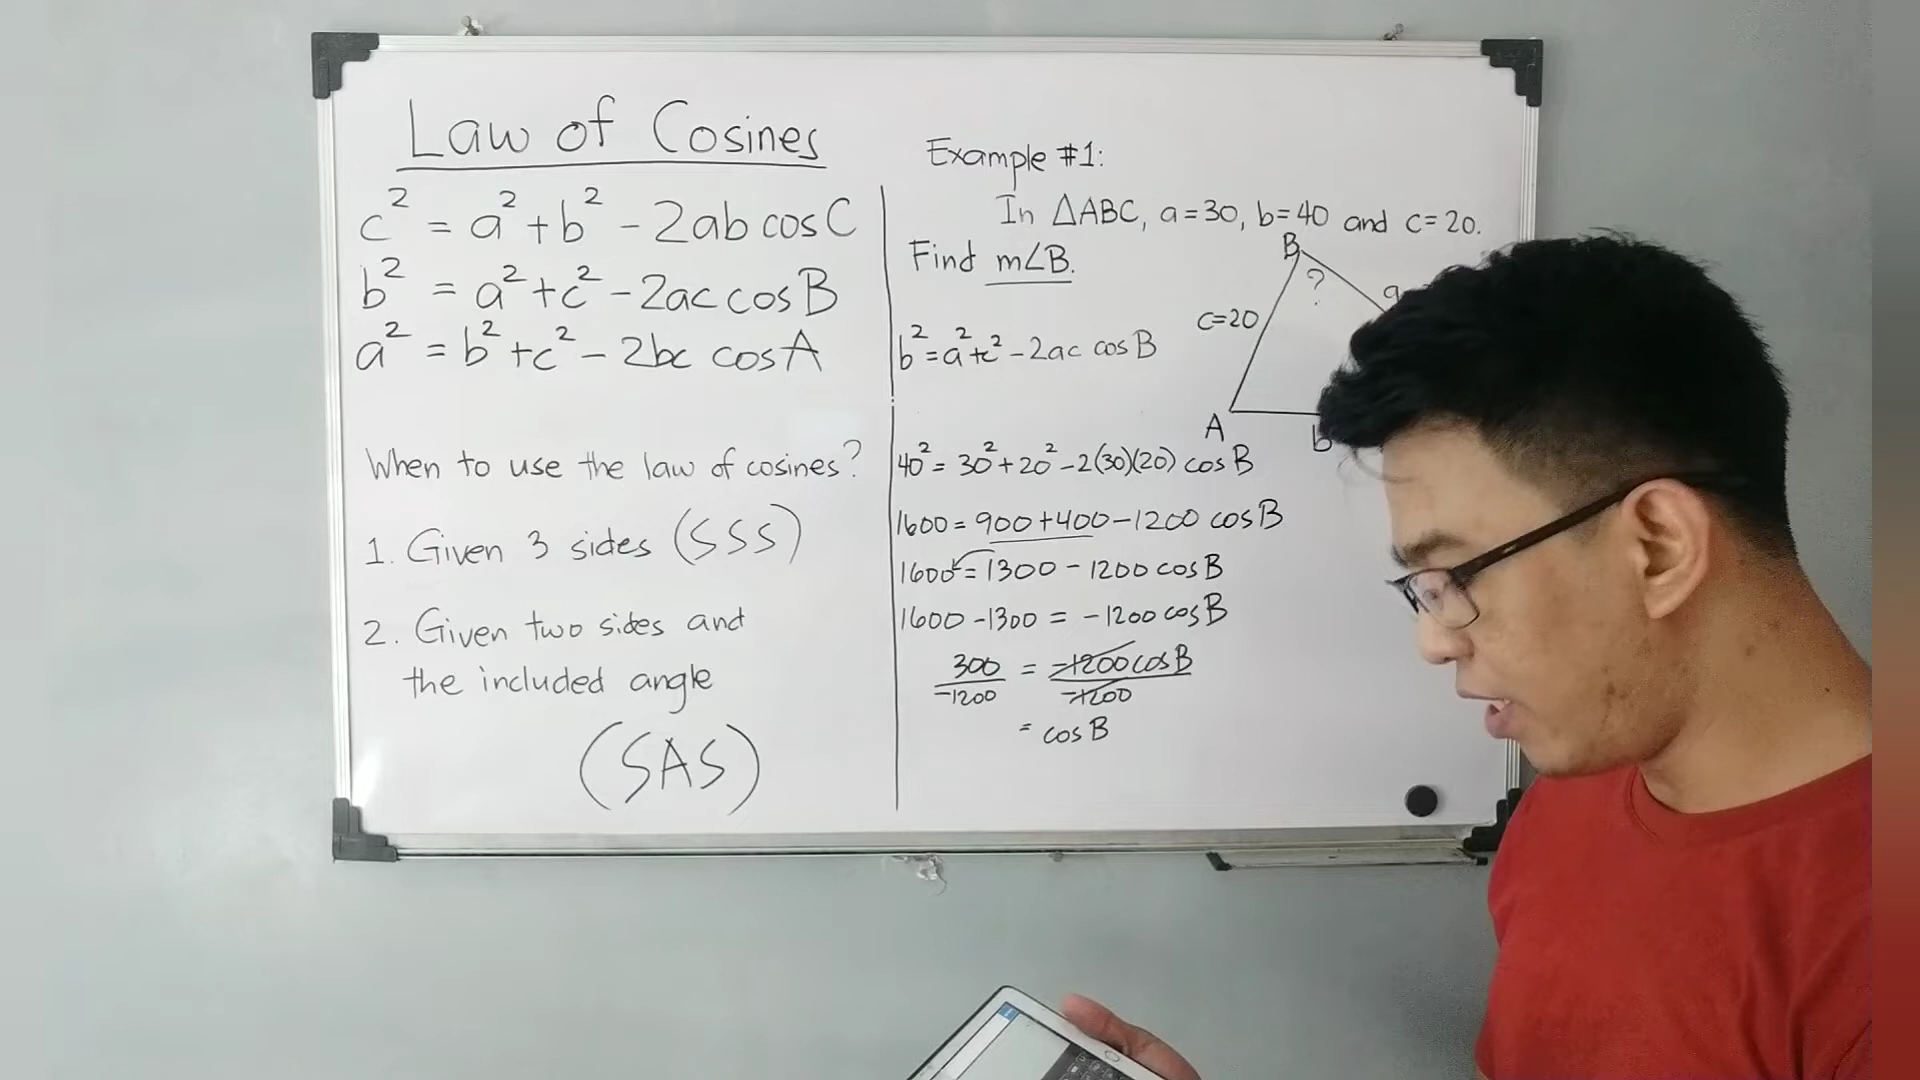 Law of Cosines
c² = a² + b² - 2ab cos C
b² = a² + c² - 2ac cos B
a² = b² + c² - 2bc cos A
When to use the law of cosines?
1. Given 3 sides (SSS)
2. Given two sides and
the included angle
(SAS)
Example #1:
In △ABC, a=30, b=40 and c=20.
Find m∠B.
B
?
a
c=20
A
b
b² = a² + c² - 2ac cos B
40² = 30² + 20² - 2(30)(20) cos B
1600 = 900 + 400 - 1200 cos B
1600 = 1300 - 1200 cos B
1600 - 1300 = -1200 cos B
300 = -1200 cos B
-1200 -1200
= cos B